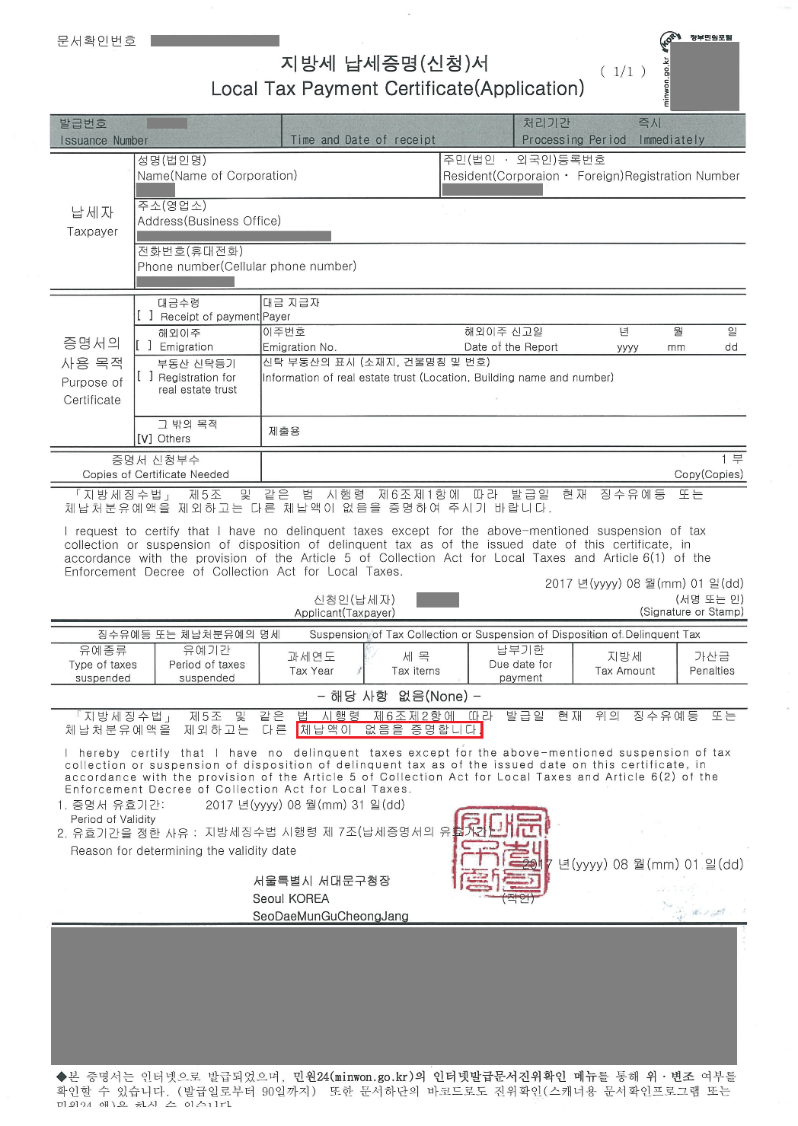 문서확인번호
정부민원포털
minwon.go.kr
지방세 납세증명(신청)서
( 1/1 )
Local Tax Payment Certificate(Application)
발급번호
처리기간 즉시
Issuance Number
Time and Date of receipt
Processing Period Immediately
납세자
Taxpayer
성명(법인명)
Name(Name of Corporation)
주민(법인 · 외국인)등록번호
Resident(Corporaion · Foreign)Registration Number
주소(영업소)
Address(Business Office)
전화번호(휴대전화)
Phone number(Cellular phone number)
증명서의
사용 목적
Purpose of
Certificate
대금수령
[ ] Receipt of payment
대금 지급자
Payer
해외이주
[ ] Emigration
이주번호
Emigration No.
해외이주 신고일 년 월 일
Date of the Report yyyy mm dd
부동산 신탁등기
[ ] Registration for
real estate trust
신탁 부동산의 표시 (소재지, 건물명칭 및 번호)
Information of real estate trust (Location, Building name and number)
그 밖의 목적
[V] Others
제출용
증명서 신청부수
Copies of Certificate Needed
1 부
Copy(Copies)
「지방세징수법」 제5조 및 같은 법 시행령 제6조제1항에 따라 발급일 현재 징수유예등 또는
체납처분유예액을 제외하고는 다른 체납액이 없음을 증명하여 주시기 바랍니다.
I request to certify that I have no delinquent taxes except for the above-mentioned suspension of tax
collection or suspension of disposition of delinquent tax as of the issued date of this certificate, in
accordance with the provision of the Article 5 of Collection Act for Local Taxes and Article 6(1) of the
Enforcement Decree of Collection Act for Local Taxes.
2017 년(yyyy) 08 월(mm) 01 일(dd)
신청인(납세자)
(서명 또는 인)
Applicant(Taxpayer)
(Signature or Stamp)
징수유예등 또는 체납처분유예의 명세 Suspension of Tax Collection or Suspension of Disposition of Delinquent Tax
유예종류
Type of taxes
suspended
유예기간
Period of taxes
suspended
과세연도
Tax Year
세 목
Tax items
납부기한
Due date for
payment
지방세
Tax Amount
가산금
Penalties
– 해당 사항 없음(None) –
「지방세징수법」 제5조 및 같은 법 시행령 제6조제2항에 따라 발급일 현재 위의 징수유예등 또는
체납처분유예액을 제외하고는 다른 체납액이 없음을 증명합니다.
I hereby certify that I have no delinquent taxes except for the above-mentioned suspension of tax
collection or suspension of disposition of delinquent tax as of the issued date on this certificate, in
accordance with the provision of the Article 5 of Collection Act for Local Taxes and Article 6(2) of the
Enforcement Decree of Collection Act for Local Taxes.
1. 증명서 유효기간: 2017 년(yyyy) 08 월(mm) 31 일(dd)
Period of Validity
2. 유효기간을 정한 사유 : 지방세징수법 시행령 제 7조(납세증명서의 유효기간)
Reason for determining the validity date
2017 년(yyyy) 08 월(mm) 01 일(dd)
서울특별시 서대문구청장
Seoul KOREA
(직인)
SeoDaeMunGuCheongJang
◆본 증명서는 인터넷으로 발급되었으며, 민원24(minwon.go.kr)의 인터넷발급문서진위확인 메뉴를 통해 위·변조 여부를
확인할 수 있습니다. (발급일로부터 90일까지) 또한 문서하단의 바코드로도 진위확인(스캐너용 문서확인프로그램 또는